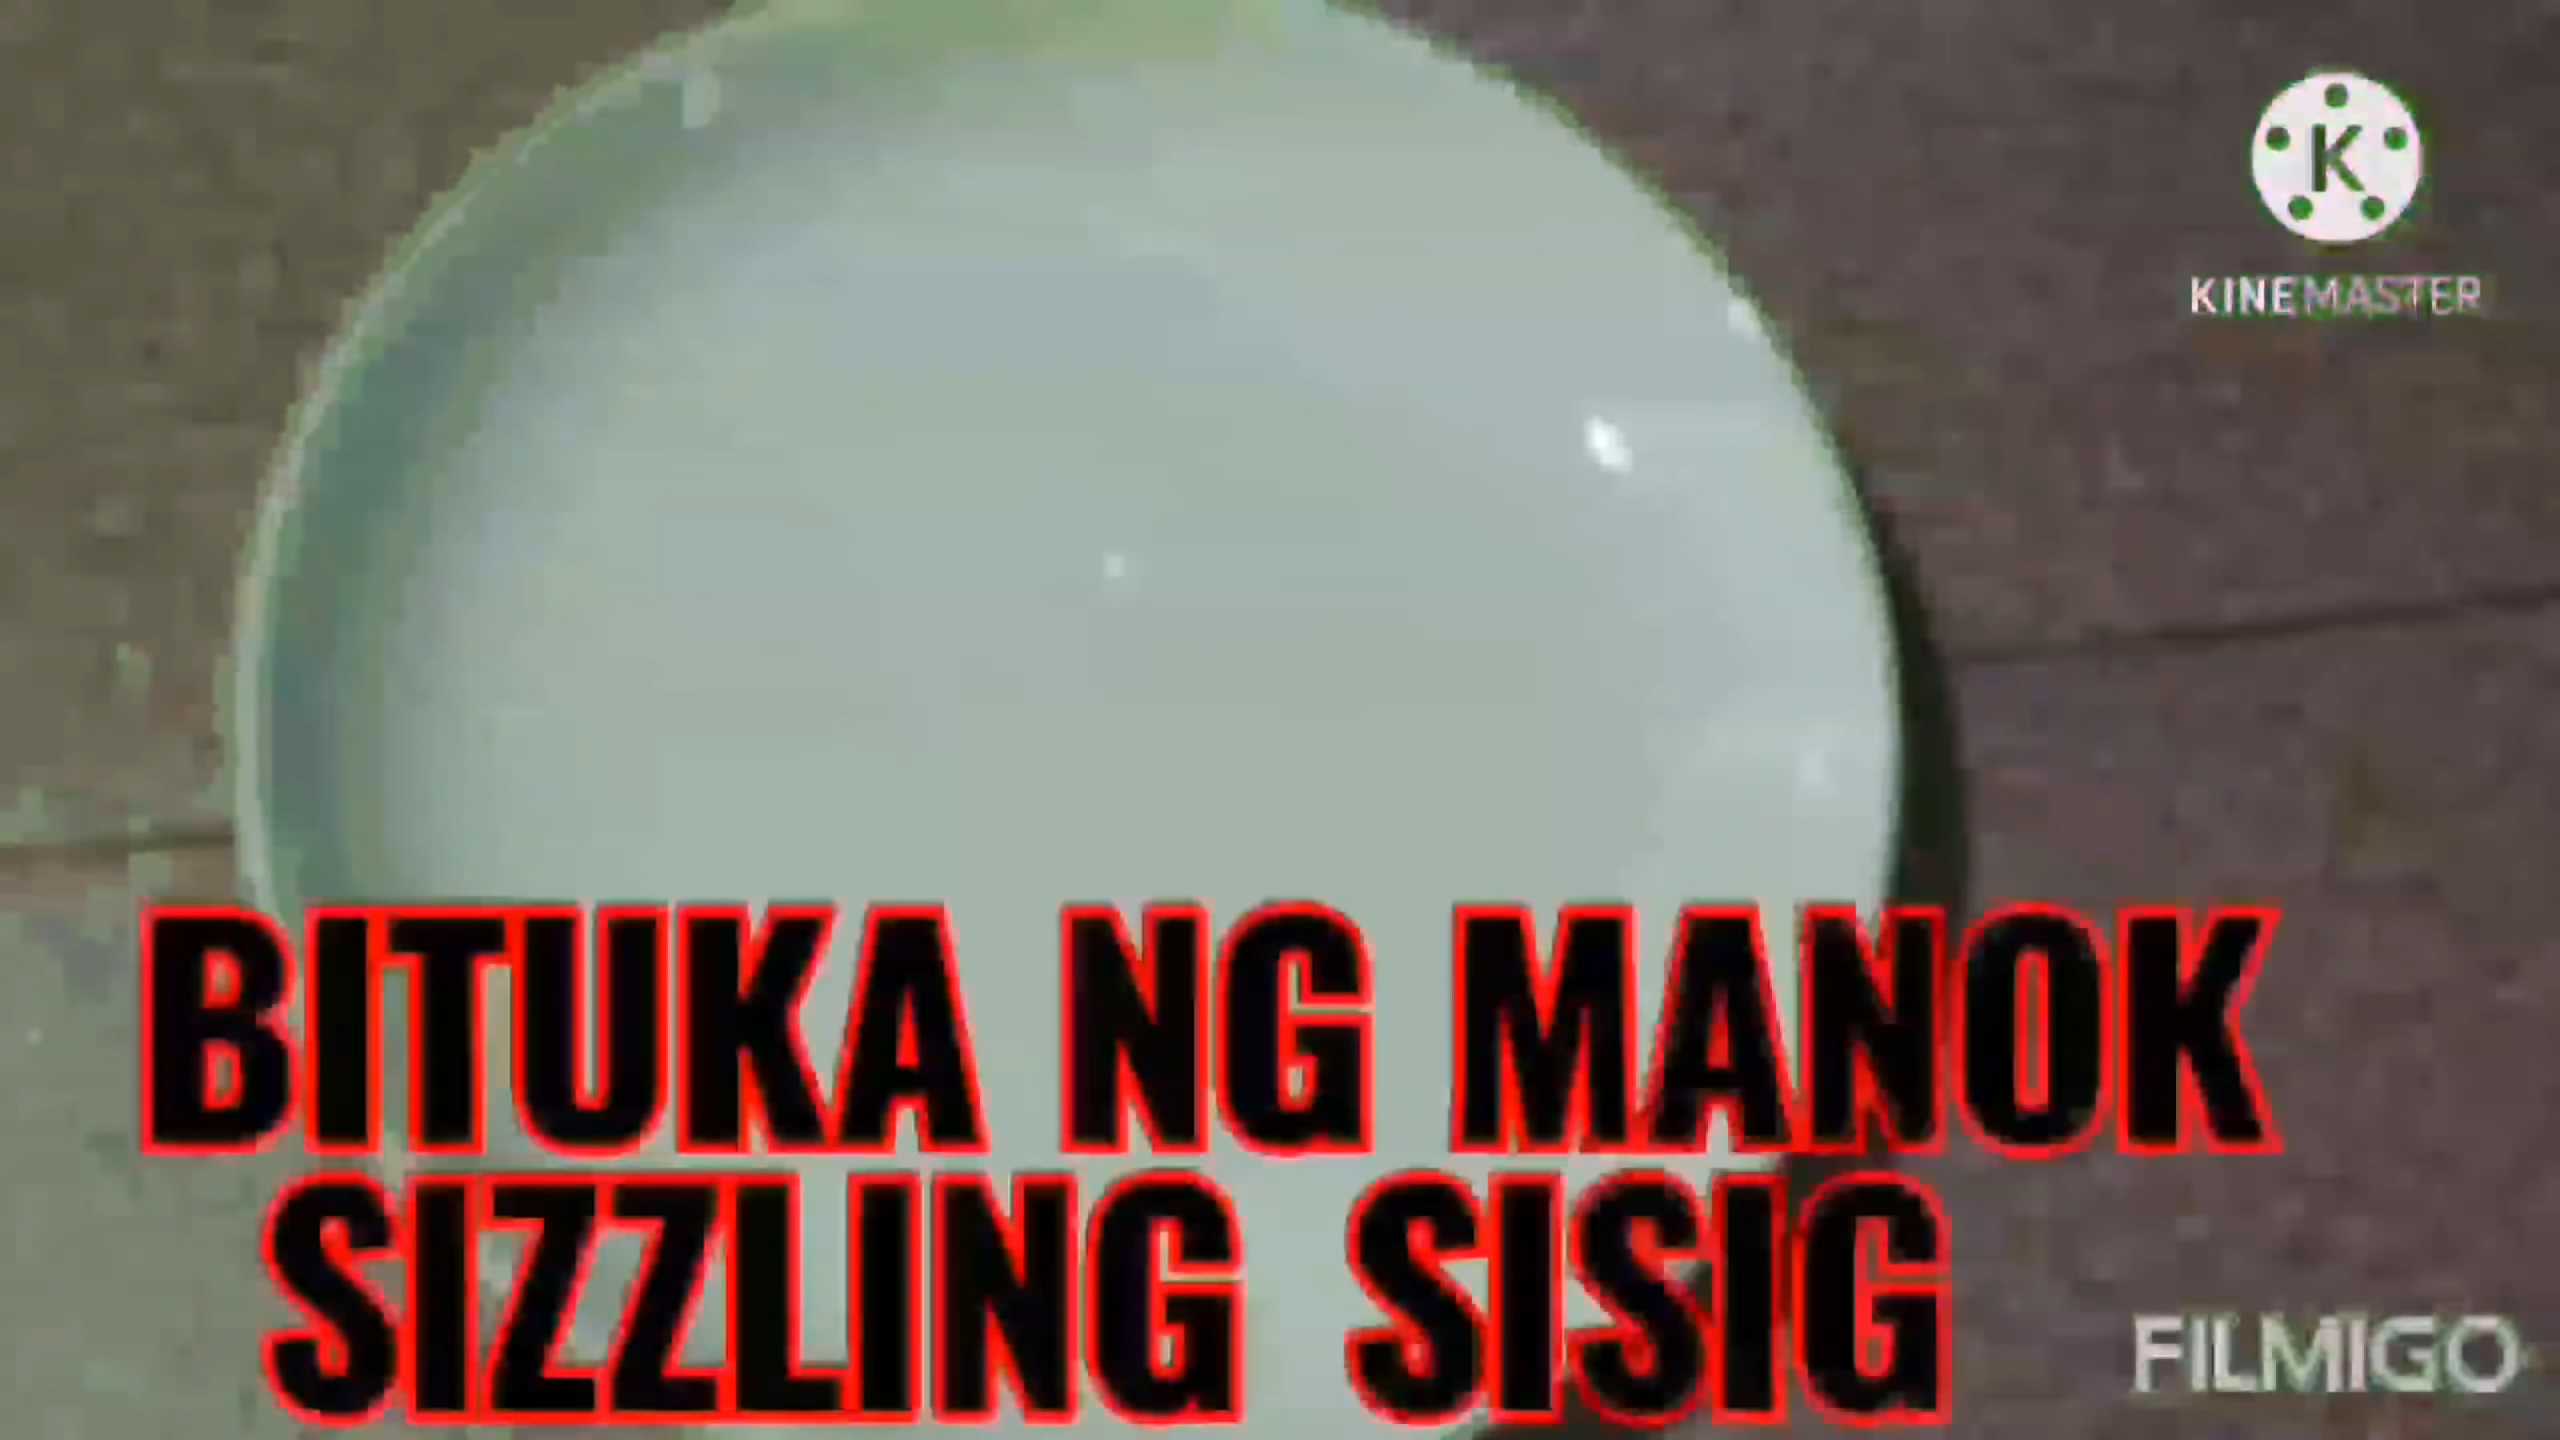 K
KINEMASTER
BITUKA NG MANOK
SIZZLING SISIG
FILMIGO